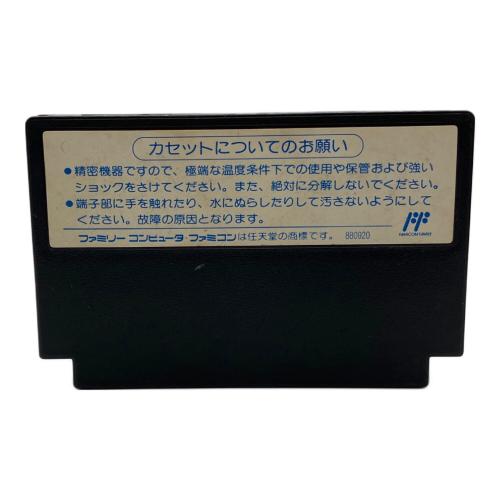 カセットについてのお願い
●精密機器ですので、極端な温度条件下での使用や保管および強い
ショックをさけてください。また、絶対に分解しないでください。
●端子部に手を触れたり、水にぬらしたりして汚さないようにして
ください。故障の原因となります。
ファミリーコンピュータ・ファミコンは任天堂の商標です。 880920
FAMICOM FAMILY